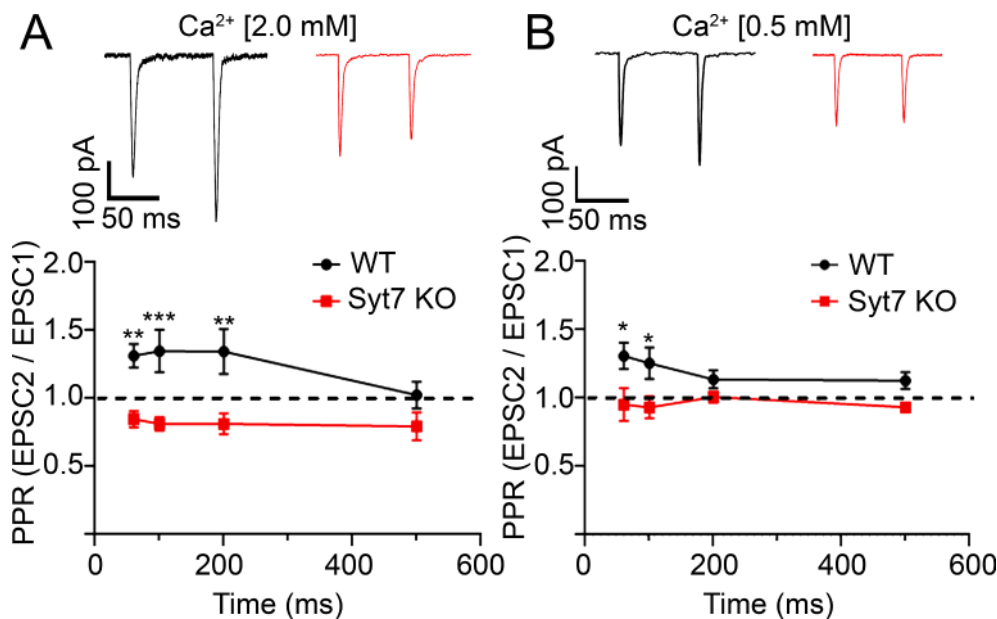 A
Ca²⁺ [2.0 mM]
100 pA
50 ms
PPR (EPSC2 / EPSC1)
2.0
1.5
1.0
0.5
WT
Syt7 KO
**
***
**
0
200
400
600
Time (ms)
B
Ca²⁺ [0.5 mM]
100 pA
50 ms
PPR (EPSC2 / EPSC1)
2.0
1.5
1.0
0.5
WT
Syt7 KO
*
*
0
200
400
600
Time (ms)